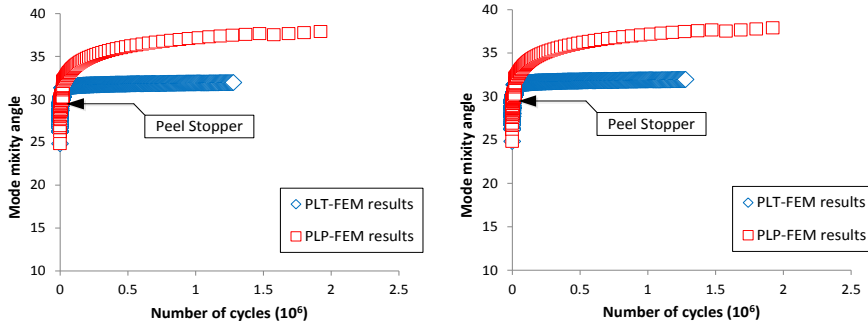 40
35
30
25
20
15
10
Mode mixity angle
0
0.5
1
1.5
2
2.5
Number of cycles (10⁶)
Peel Stopper
PLT-FEM results
PLP-FEM results
40
35
30
25
20
15
10
Mode mixity angle
0
0.5
1
1.5
2
2.5
Number of cycles (10⁶)
Peel Stopper
PLT-FEM results
PLP-FEM results